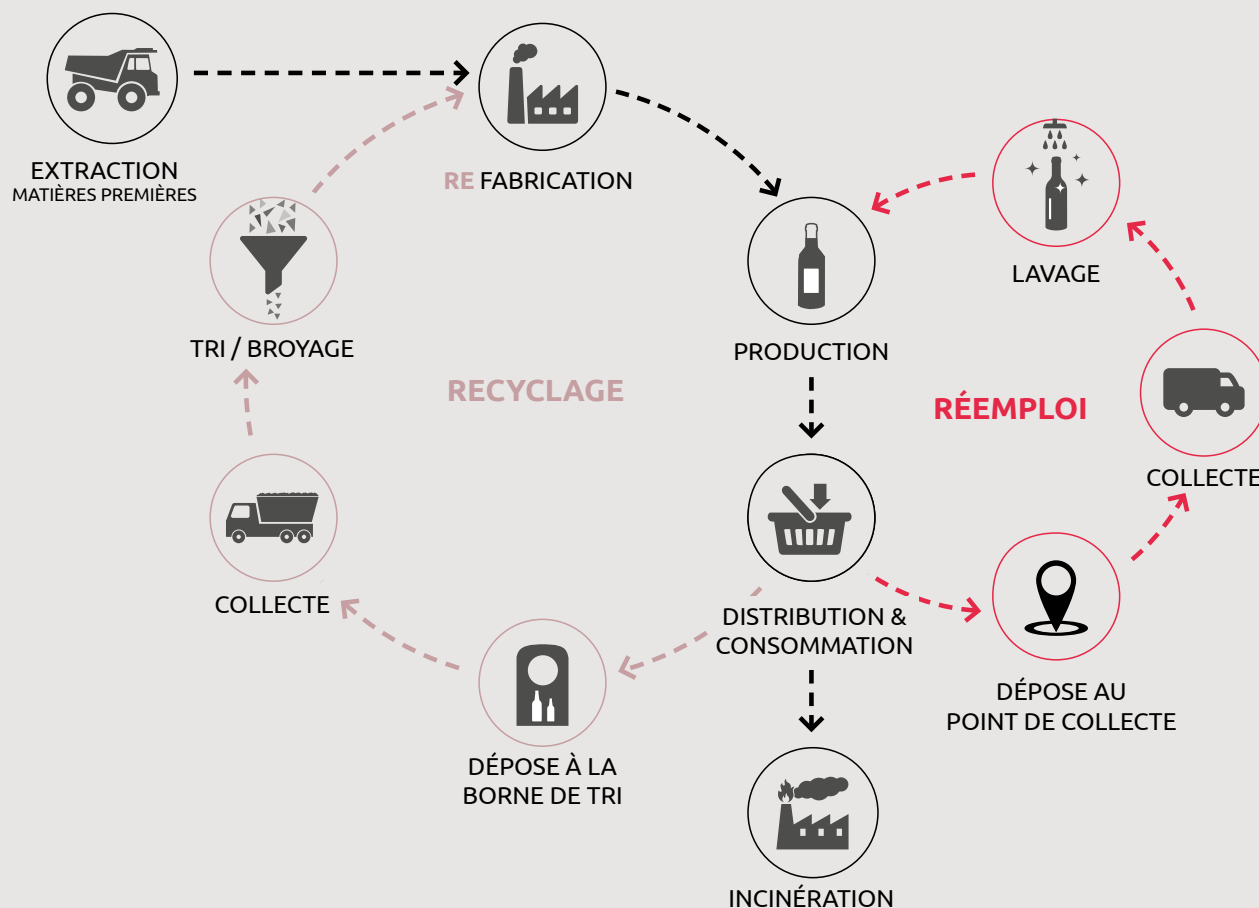 EXTRACTION
MATIÈRES PREMIÈRES
RE FABRICATION
LAVAGE
TRI / BROYAGE
PRODUCTION
RECYCLAGE
RÉEMPLOI
COLLECTE
COLLECTE
DISTRIBUTION &
CONSOMMATION
DÉPOSE AU
POINT DE COLLECTE
DÉPOSE À LA
BORNE DE TRI
INCINÉRATION